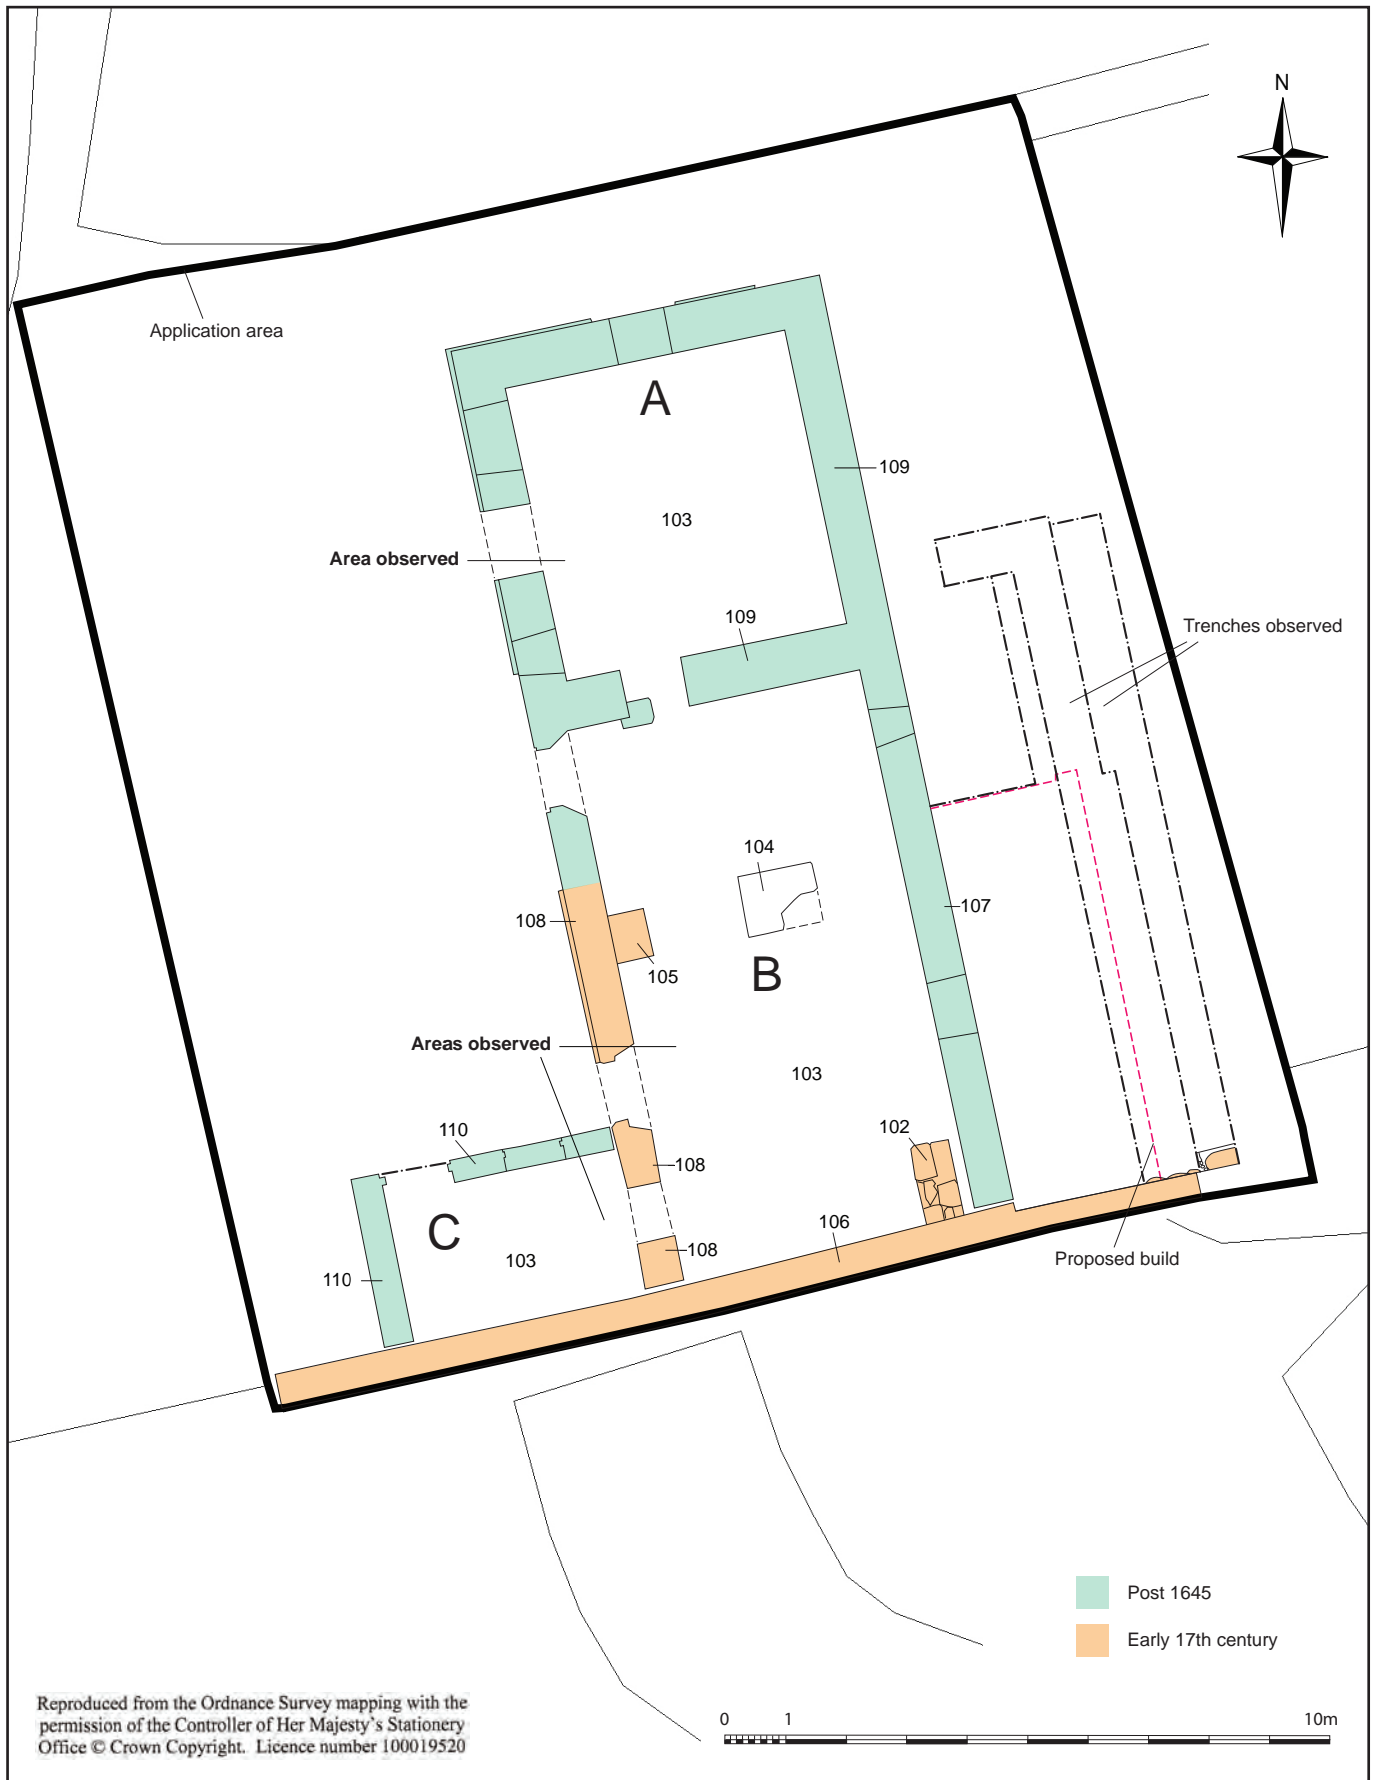 N
Application area
A
109
103
Area observed
109
Trenches observed
104
108
107
105
B
Areas observed
103
102
110
108
C
106
108
103
110
Proposed build
Post 1645
Early 17th century
Reproduced from the Ordnance Survey mapping with the
permission of the Controller of Her Majesty's Stationery
Office © Crown Copyright. Licence number 100019520
0 1 10m